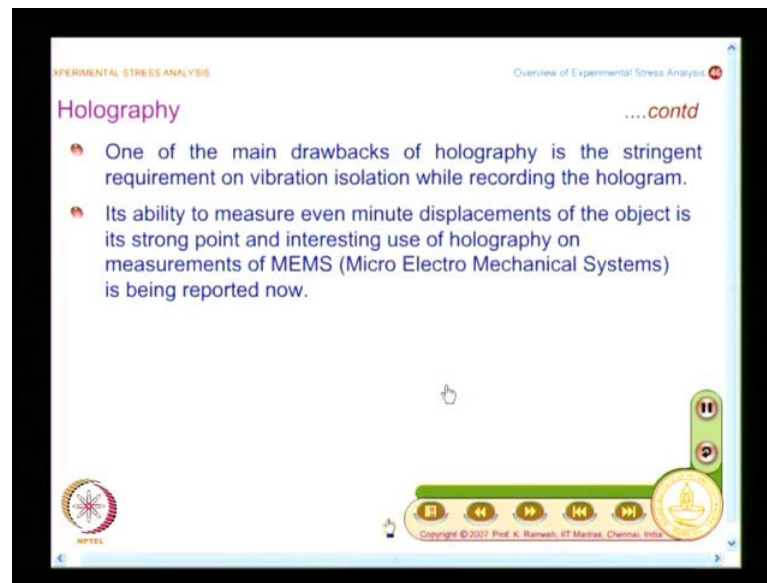 XPERIMENTAL STRESS ANALYSIS
Overview of Experimental Stress Analysis 46
Holography
....contd
One of the main drawbacks of holography is the stringent
requirement on vibration isolation while recording the hologram.
Its ability to measure even minute displacements of the object is
its strong point and interesting use of holography on
measurements of MEMS (Micro Electro Mechanical Systems)
is being reported now.
NPTEL
Copyright © 2007 Prof. K. Ramesh, IIT Madras, Chennai, India